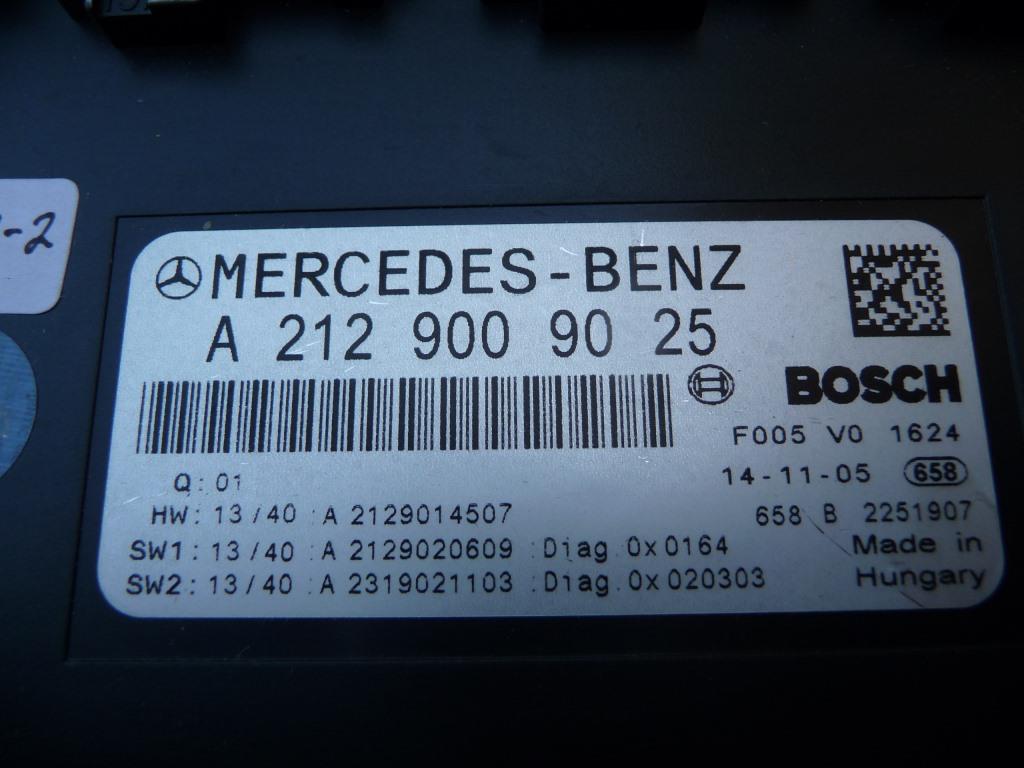 -2
MERCEDES-BENZ
A 212 900 90 25
BOSCH
F005 V0 1624
Q: 01
14-11-05 658
HW: 13/40 :A 2129014507
658 B 2251907
SW1: 13/40 :A 2129020609 :Diag.0x0164
Made in
SW2: 13/40 :A 2319021103 :Diag.0x020303
Hungary